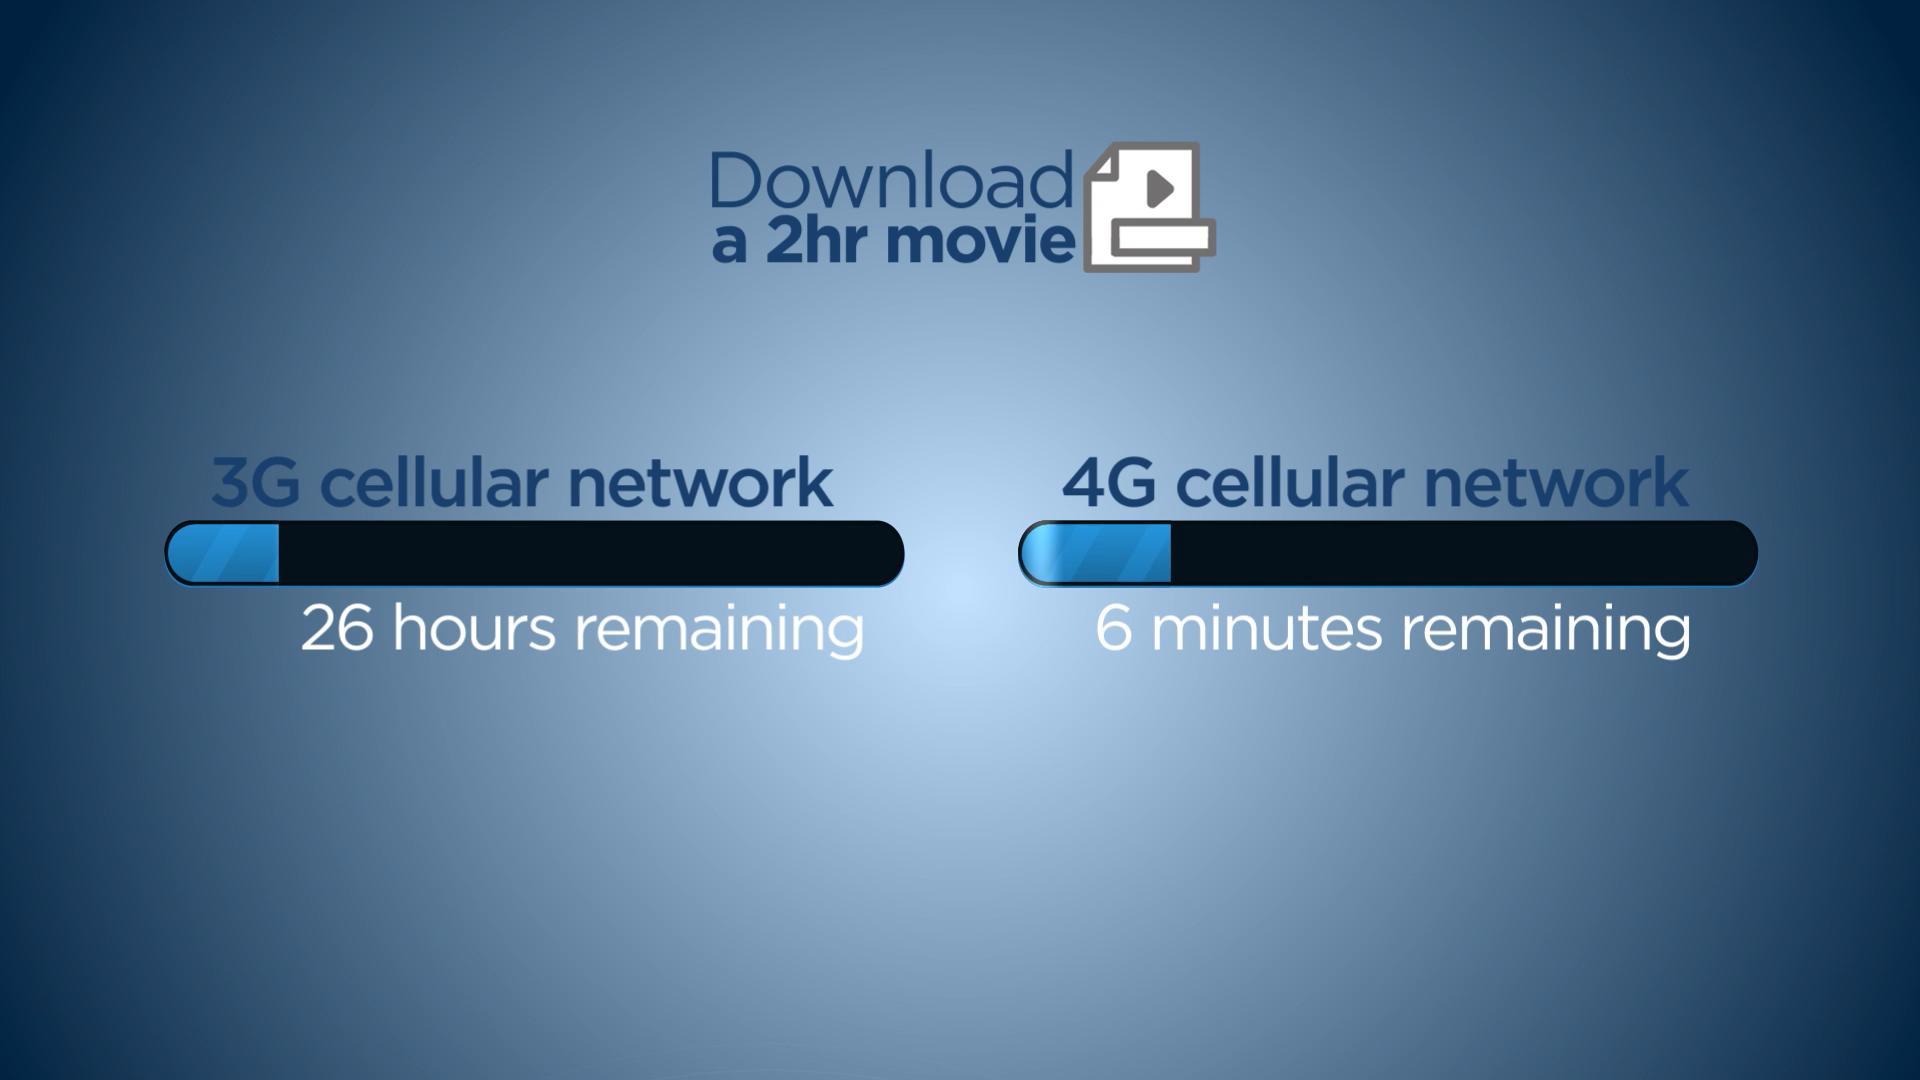 Download
a 2hr movie
3G cellular network
26 hours remaining
4G cellular network
6 minutes remaining